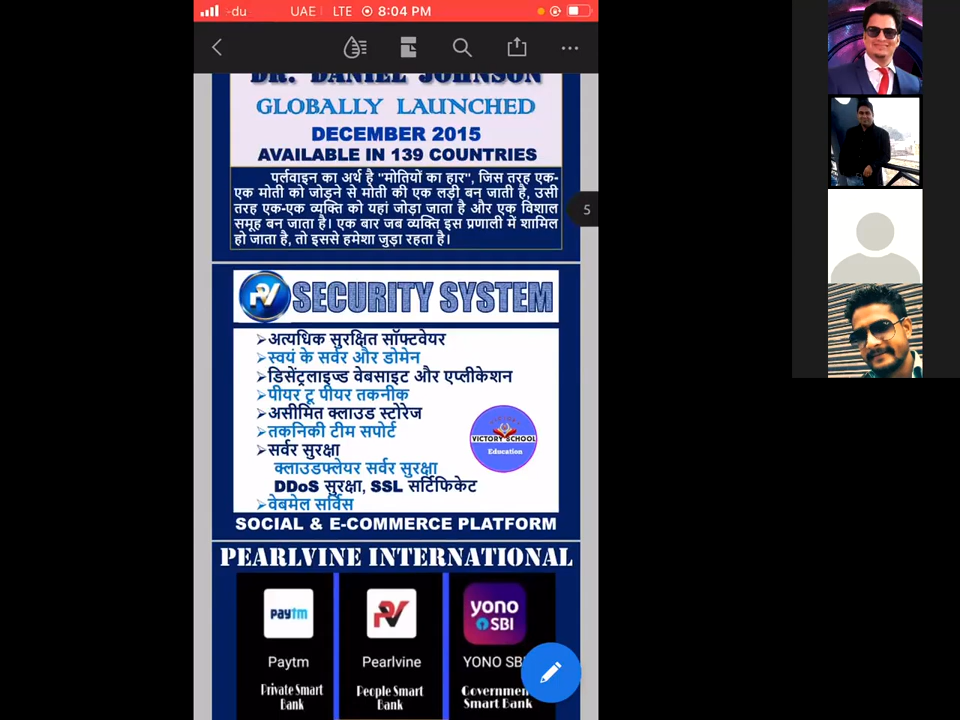 -du UAE LTE 8:04 PM
DR. DANIEL JOHNSON
GLOBALLY LAUNCHED
DECEMBER 2015
AVAILABLE IN 139 COUNTRIES
पर्लवाइन का अर्थ है "मोतियों का हार", जिस तरह एक-
एक मोती को जोड़ने से मोती की एक लड़ी बन जाती है, उसी
तरह एक-एक व्यक्ति को यहां जोड़ा जाता है और एक विशाल
समूह बन जाता है। एक बार जब व्यक्ति इस प्रणाली में शामिल
हो जाता है, तो इससे हमेशा जुड़ा रहता है।
5
PV SECURITY SYSTEM
➢अत्यधिक सुरक्षित सॉफ्टवेयर
➢स्वयं के सर्वर और डोमेन
➢डिसेंट्रलाइज्ड वेबसाइट और एप्लीकेशन
➢पीयर टू पीयर तकनीक
➢असीमित क्लाउड स्टोरेज
➢तकनिकी टीम सपोर्ट
➢सर्वर सुरक्षा
क्लाउडफ्लेयर सर्वर सुरक्षा
DDoS सुरक्षा, SSL सर्टिफिकेट
➢वेबमेल सर्विस
VICTORY SCHOOL
Education
SOCIAL & E-COMMERCE PLATFORM
PEARLVINE INTERNATIONAL
Paytm PV yono SBI
Paytm Pearlvine YONO SB
Private Smart Bank
People Smart Bank
Governmen Smart Bank